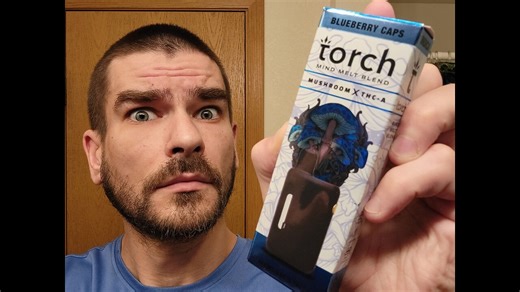 BLUEBERRY CAPS
torch
MIND MELT BLEND
MUSHROOM X THC-A